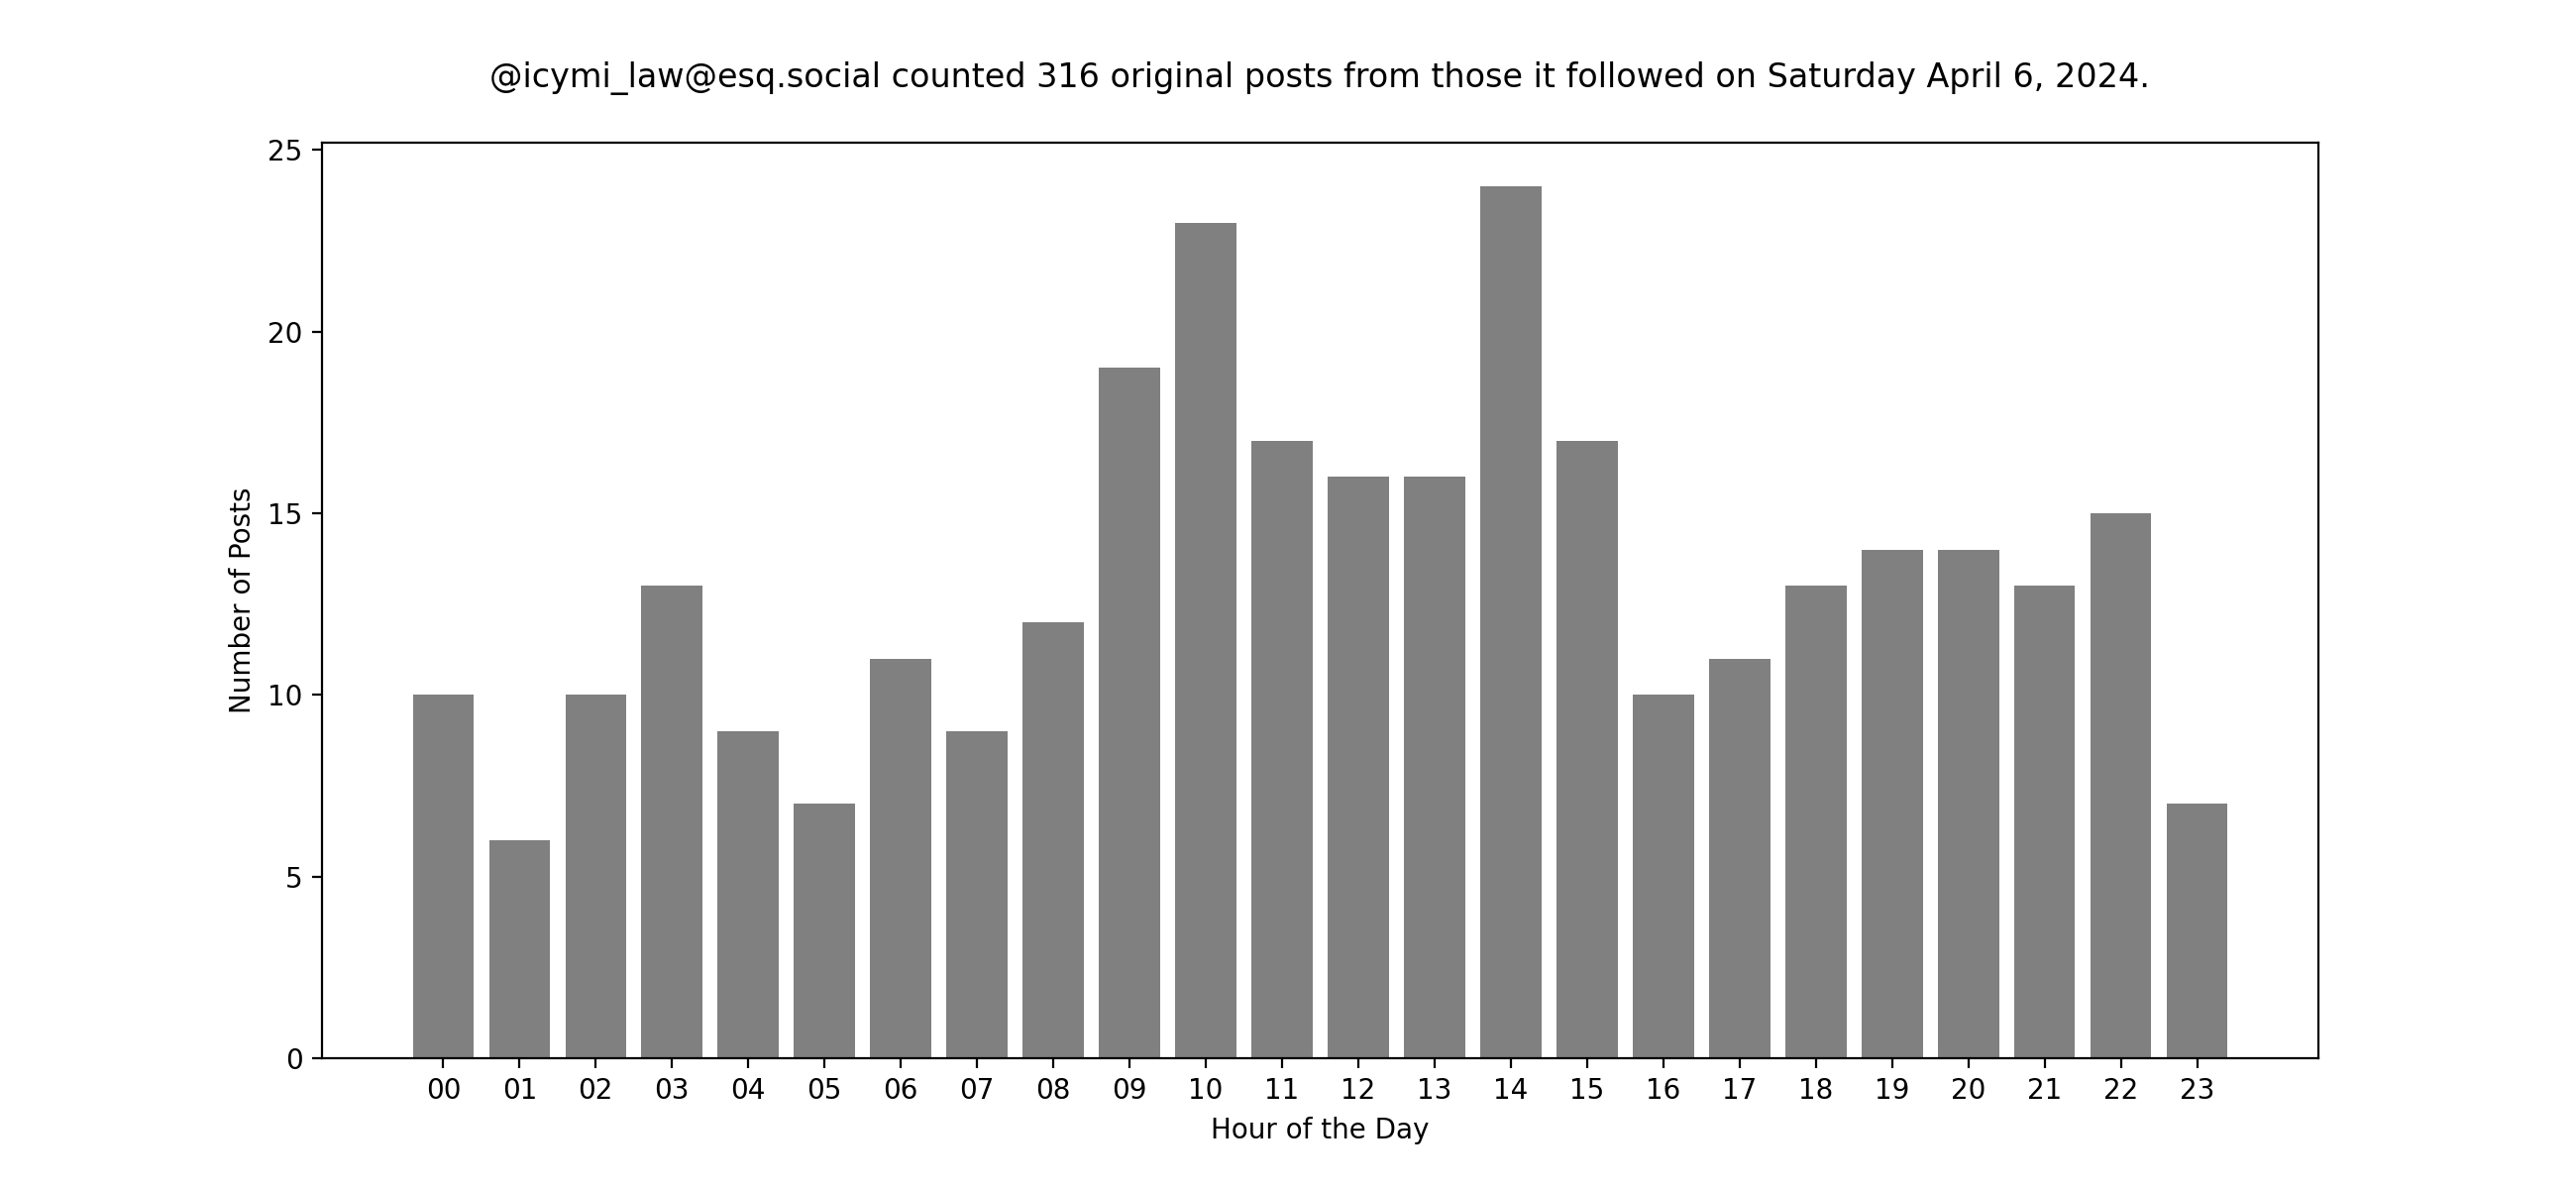 @icymi_law@esq.social counted 316 original posts from those it followed on Saturday April 6, 2024.
25
20
15
10
5
0
Number of Posts
00 01 02 03 04 05 06 07 08 09 10 11 12 13 14 15 16 17 18 19 20 21 22 23
Hour of the Day